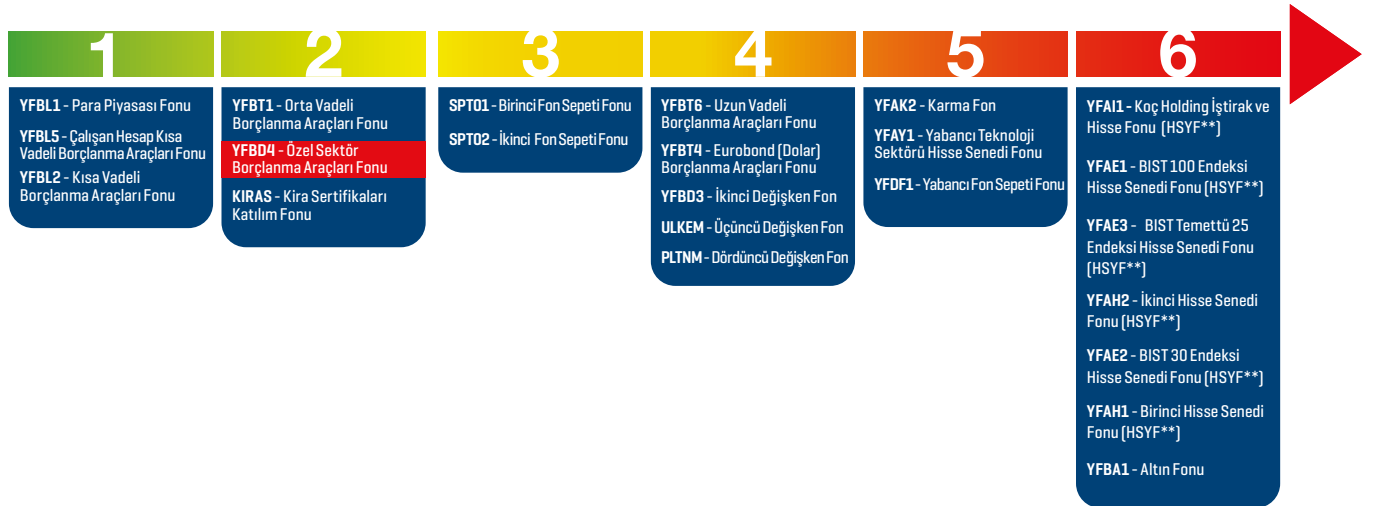 1
YFBL1 - Para Piyasası Fonu
YFBL5 - Çalışan Hesap Kısa
Vadeli Borçlanma Araçları Fonu
YFBL2 - Kısa Vadeli
Borçlanma Araçları Fonu
2
YFBT1 - Orta Vadeli
Borçlanma Araçları Fonu
YFBD4 - Özel Sektör
Borçlanma Araçları Fonu
KIRAS - Kira Sertifikaları
Katılım Fonu
3
SPT01 - Birinci Fon Sepeti Fonu
SPT02 - İkinci Fon Sepeti Fonu
4
YFBT6 - Uzun Vadeli
Borçlanma Araçları Fonu
YFBT4 - Eurobond (Dolar)
Borçlanma Araçları Fonu
YFBD3 - İkinci Değişken Fon
ULKEM - Üçüncü Değişken Fon
PLTNM - Dördüncü Değişken Fon
5
YFAK2 - Karma Fon
YFAY1 - Yabancı Teknoloji
Sektörü Hisse Senedi Fonu
YFDF1 - Yabancı Fon Sepeti Fonu
6
YFAI1 - Koç Holding İştirak ve
Hisse Fonu (HSYF**)
YFAE1 - BIST 100 Endeksi
Hisse Senedi Fonu (HSYF**)
YFAE3 - BIST Temettü 25
Endeksi Hisse Senedi Fonu
(HSYF**)
YFAH2 - İkinci Hisse Senedi
Fonu (HSYF**)
YFAE2 - BIST 30 Endeksi
Hisse Senedi Fonu (HSYF**)
YFAH1 - Birinci Hisse Senedi
Fonu (HSYF**)
YFBA1 - Altın Fonu